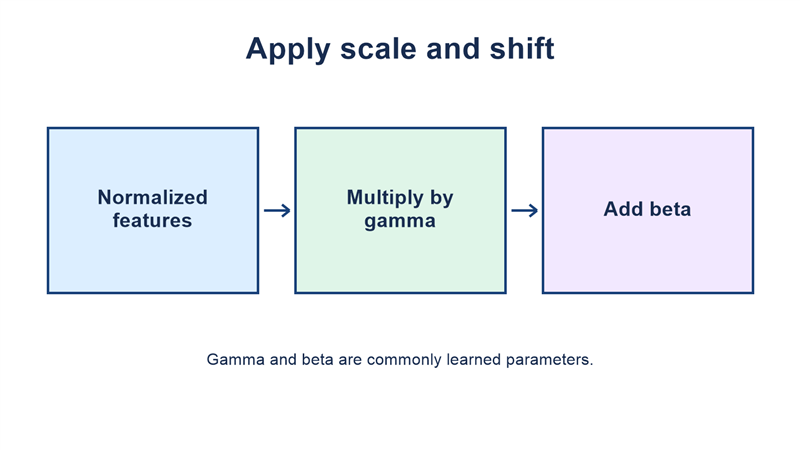 Apply scale and shift
Normalized
features
Multiply by
gamma
Add beta
Gamma and beta are commonly learned parameters.